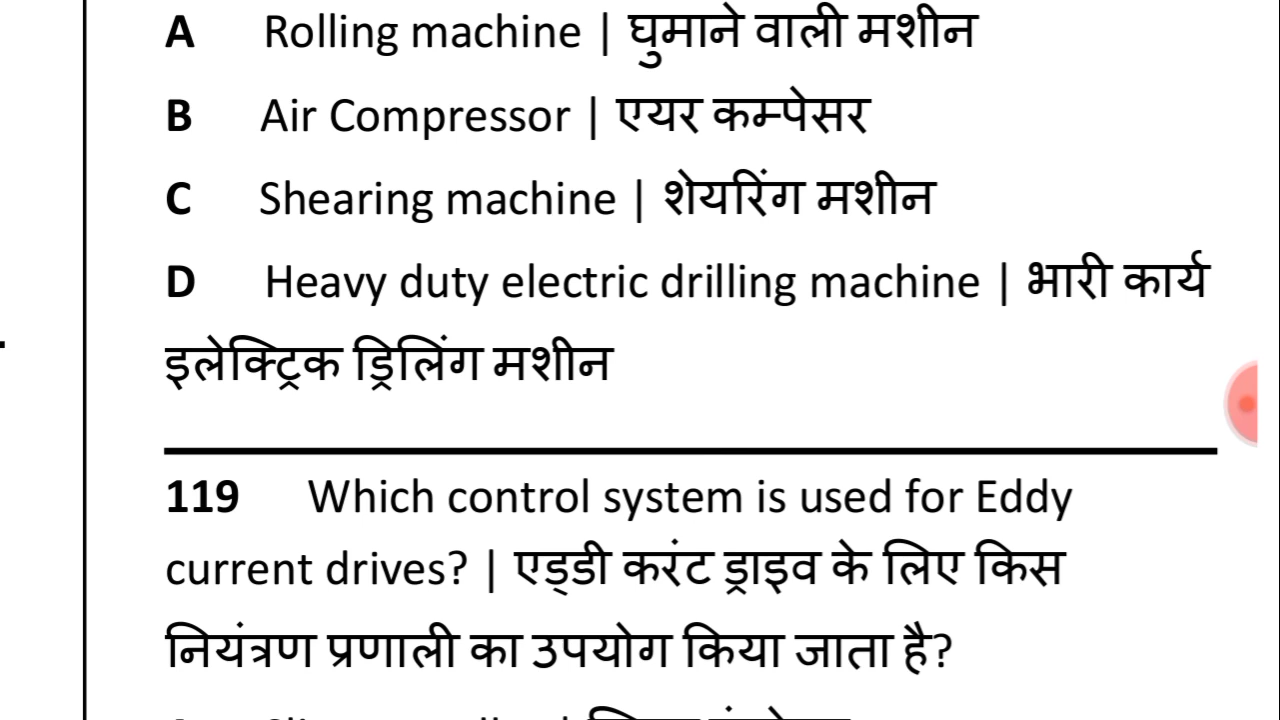 A Rolling machine | घुमाने वाली मशीन
B Air Compressor | एयर कम्पेसर
C Shearing machine | शेयरिंग मशीन
D Heavy duty electric drilling machine | भारी कार्य
इलेक्ट्रिक ड्रिलिंग मशीन
119 Which control system is used for Eddy
current drives? | एड्डी करंट ड्राइव के लिए किस
नियंत्रण प्रणाली का उपयोग किया जाता है?